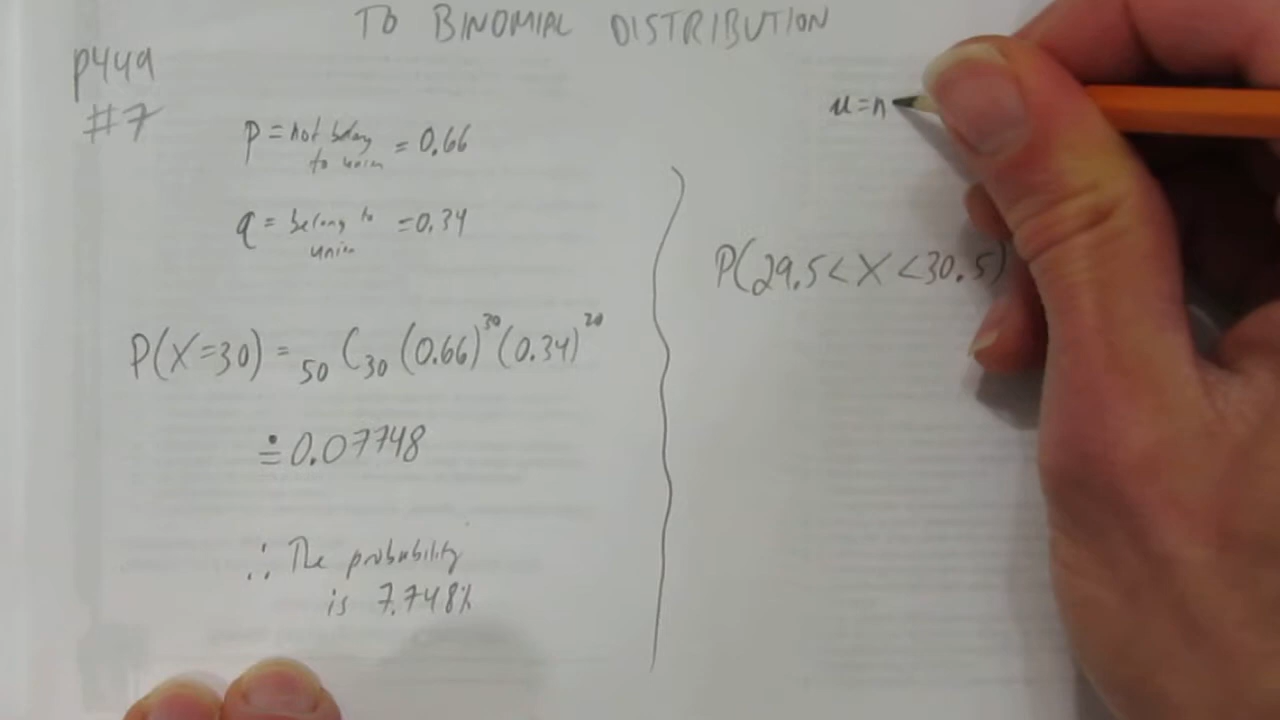 TO BINOMIAL DISTRIBUTION
p449
#7
p = not belong to union = 0.66
q = belong to union = 0.34
P(X=30) = ₅₀C₃₀ (0.66)³⁰(0.34)²⁰
≐ 0.07748
∴ The probability
is 7.748%
u=n
P(29.5<X<30.5)